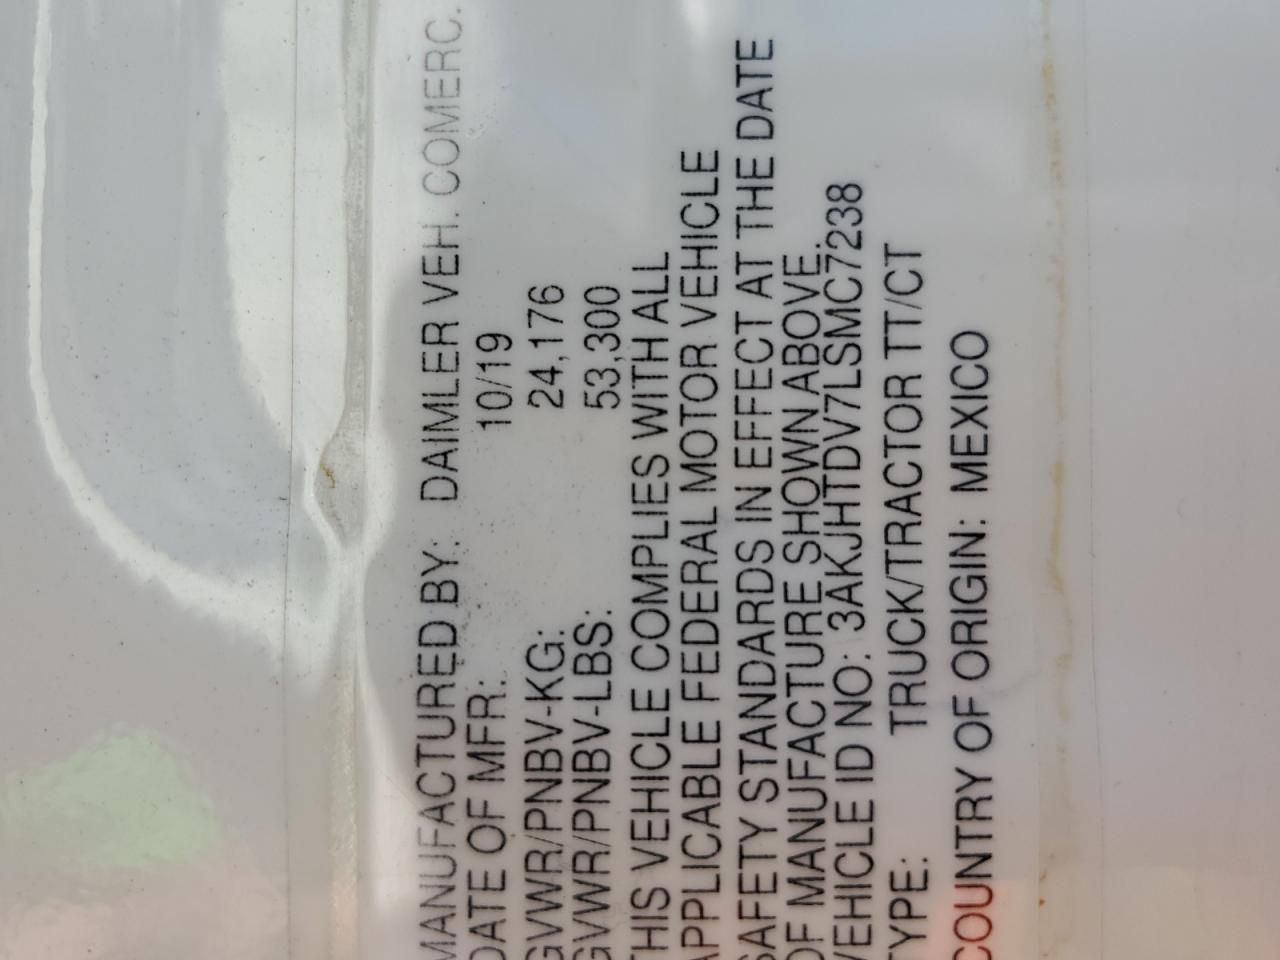 MANUFACTURED BY: DAIMLER VEH. COMERC.
DATE OF MFR: 10/19
GVWR/PNBV-KG: 24,176
GVWR/PNBV-LBS: 53,300
THIS VEHICLE COMPLIES WITH ALL
APPLICABLE FEDERAL MOTOR VEHICLE
SAFETY STANDARDS IN EFFECT AT THE DATE
OF MANUFACTURE SHOWN ABOVE.
VEHICLE ID NO: 3AKJHTDV7LSMC7238
TYPE: TRUCK/TRACTOR TT/CT
COUNTRY OF ORIGIN: MEXICO